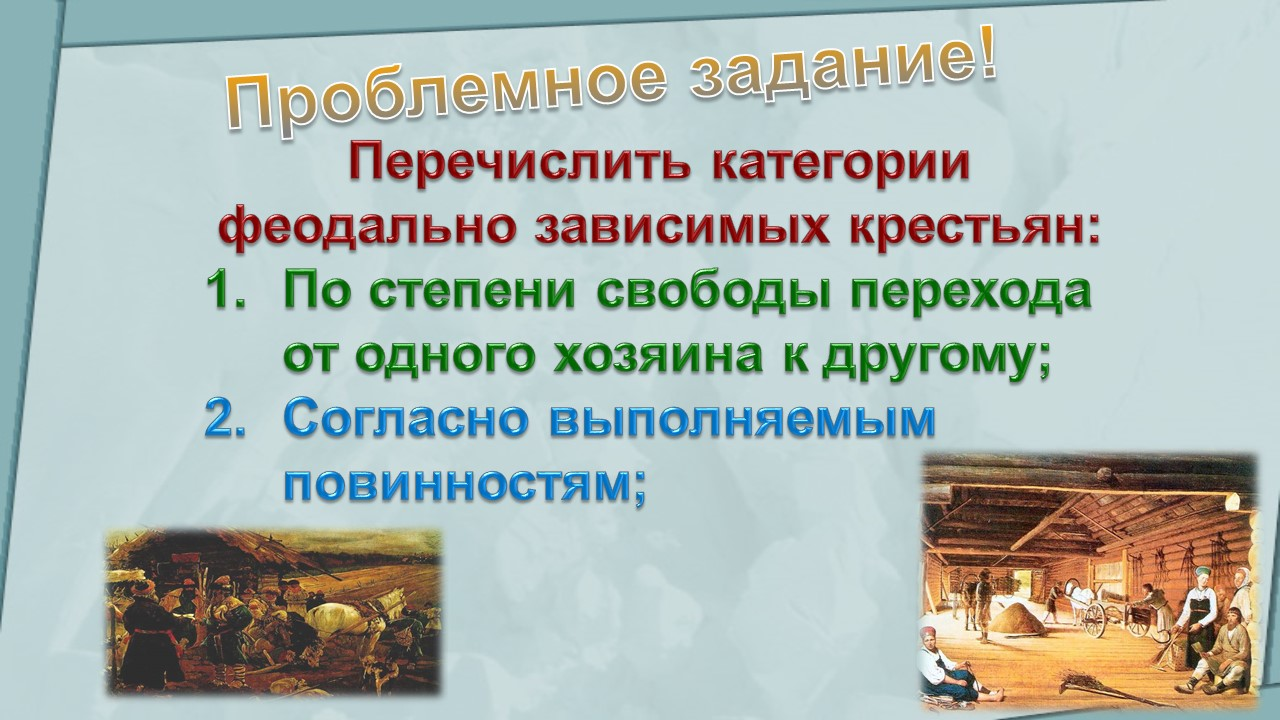 Проблемное задание!
Перечислить категории
феодально зависимых крестьян:
1. По степени свободы перехода
от одного хозяина к другому;
2. Согласно выполняемым
повинностям;